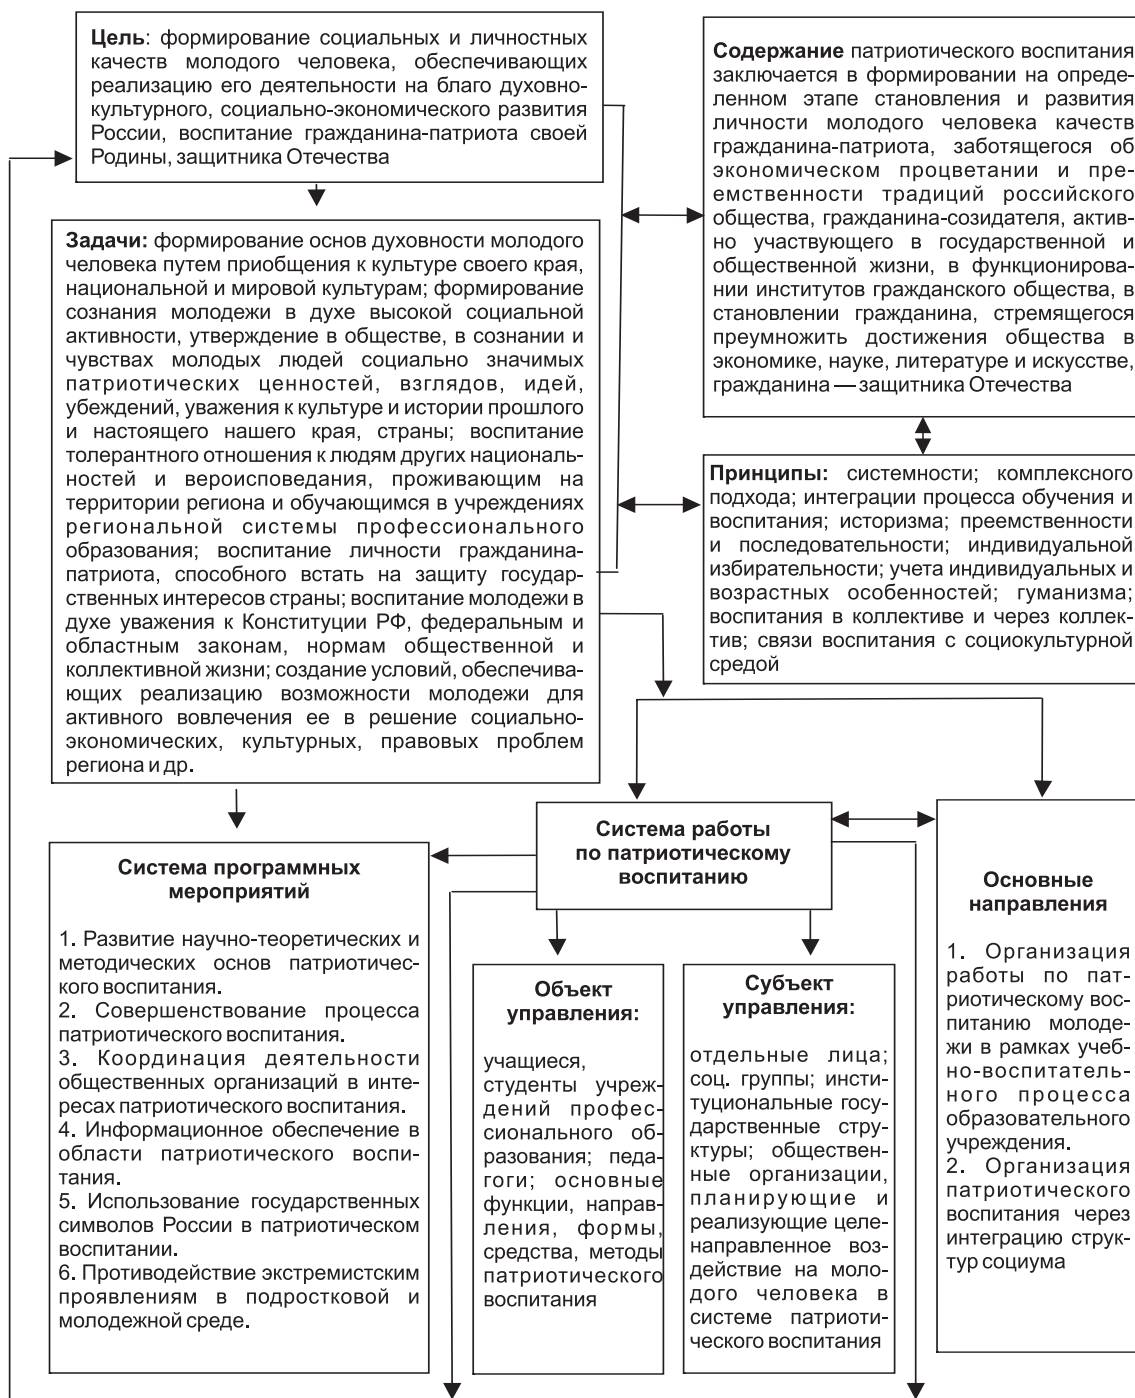 Цель: формирование социальных и личностных
качеств молодого человека, обеспечивающих
реализацию его деятельности на благо духовно-
культурного, социально-экономического развития
России, воспитание гражданина-патриота своей
Родины, защитника Отечества
Содержание патриотического воспитания
заключается в формировании на опреде-
ленном этапе становления и развития
личности молодого человека качеств
гражданина-патриота, заботящегося об
экономическом процветании и пре-
емственности традиций российского
общества, гражданина-созидателя, актив-
но участвующего в государственной и
общественной жизни, в функционирова-
нии институтов гражданского общества, в
становлении гражданина, стремящегося
преумножить достижения общества в
экономике, науке, литературе и искусстве,
гражданина — защитника Отечества
Задачи: формирование основ духовности молодого
человека путем приобщения к культуре своего края,
национальной и мировой культурам; формирование
сознания молодежи в духе высокой социальной
активности, утверждение в обществе, в сознании и
чувствах молодых людей социально значимых
патриотических ценностей, взглядов, идей,
убеждений, уважения к культуре и истории прошлого
и настоящего нашего края, страны; воспитание
толерантного отношения к людям других националь-
ностей и вероисповедания, проживающим на
территории региона и обучающимся в учреждениях
региональной системы профессионального
образования; воспитание личности гражданина-
патриота, способного встать на защиту государ-
ственных интересов страны; воспитание молодежи в
духе уважения к Конституции РФ, федеральным и
областным законам, нормам общественной и
коллективной жизни; создание условий, обеспечива-
ющих реализацию возможности молодежи для
активного вовлечения ее в решение социально-
экономических, культурных, правовых проблем
региона и др.
Принципы: системности; комплексного
подхода; интеграции процесса обучения и
воспитания; историзма; преемственности
и последовательности; индивидуальной
избирательности; учета индивидуальных и
возрастных особенностей; гуманизма;
воспитания в коллективе и через коллек-
тив; связи воспитания с социокультурной
средой
Система программных
мероприятий
1. Развитие научно-теоретических и
методических основ патриотичес-
кого воспитания.
2. Совершенствование процесса
патриотического воспитания.
3. Координация деятельности
общественных организаций в инте-
ресах патриотического воспитания.
4. Информационное обеспечение в
области патриотического воспи-
тания.
5. Использование государственных
символов России в патриотическом
воспитании.
6. Противодействие экстремистским
проявлениям в подростковой и
молодежной среде.
Система работы
по патриотическому
воспитанию
Объект
управления:
учащиеся,
студенты учреж-
дений профес-
сионального об-
разования; педа-
гоги; основные
функции, направ-
ления, формы,
средства, методы
патриотического
воспитания
Субъект
управления:
отдельные лица;
соц. группы; инсти-
туциональные госу-
дарственные струк-
ктуры; обществен-
ные организации,
планирующие и
реализующие целе-
направленное воз-
действие на моло-
дого человека в
системе патриоти-
ческого воспитания
Основные
направления
1. Организация
работы по пат-
риотическому вос-
питанию молоде-
жи в рамках учеб-
но-воспитатель-
ного процесса
образовательного
учреждения.
2. Организация
патриотического
воспитания через
интеграцию струк-
тур социума